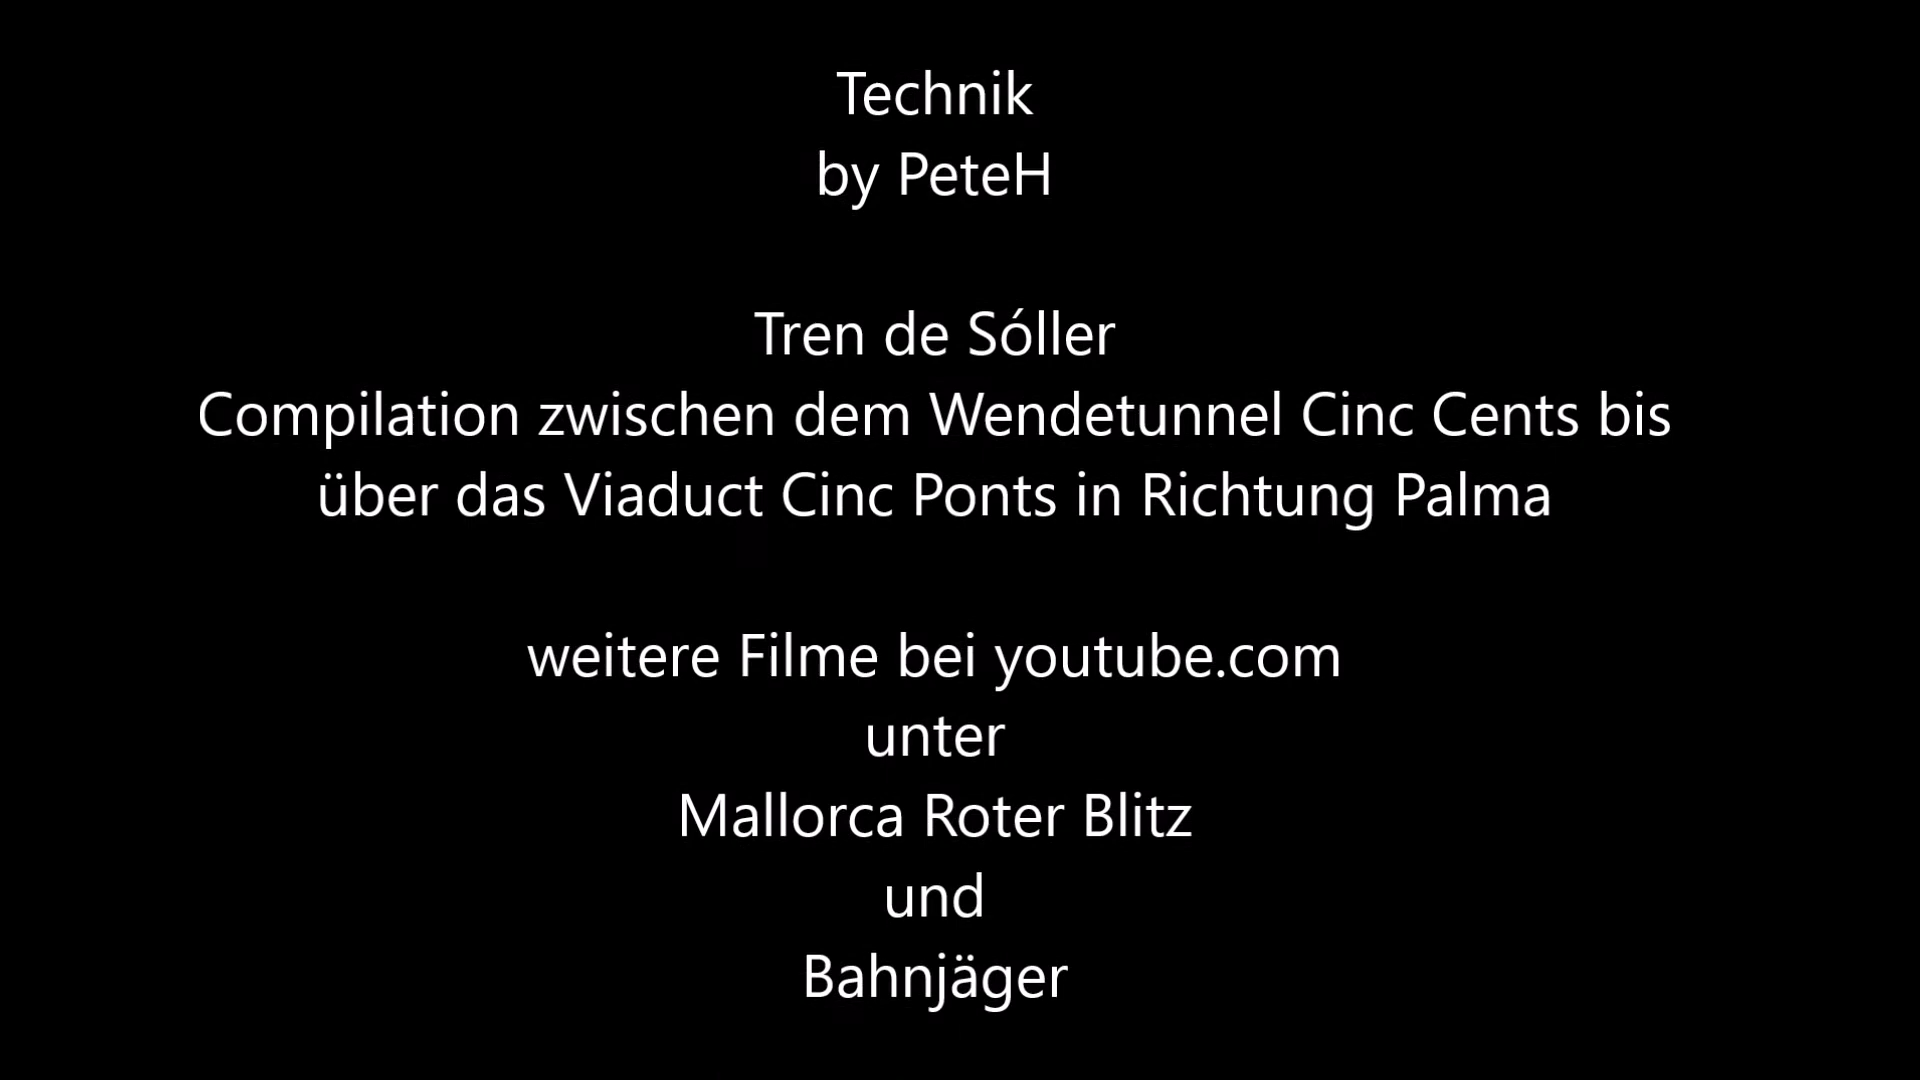 Technik
by PeteH
Tren de Sóller
Compilation zwischen dem Wendetunnel Cinc Cents bis
über das Viaduct Cinc Ponts in Richtung Palma
weitere Filme bei youtube.com
unter
Mallorca Roter Blitz
und
Bahnjäger